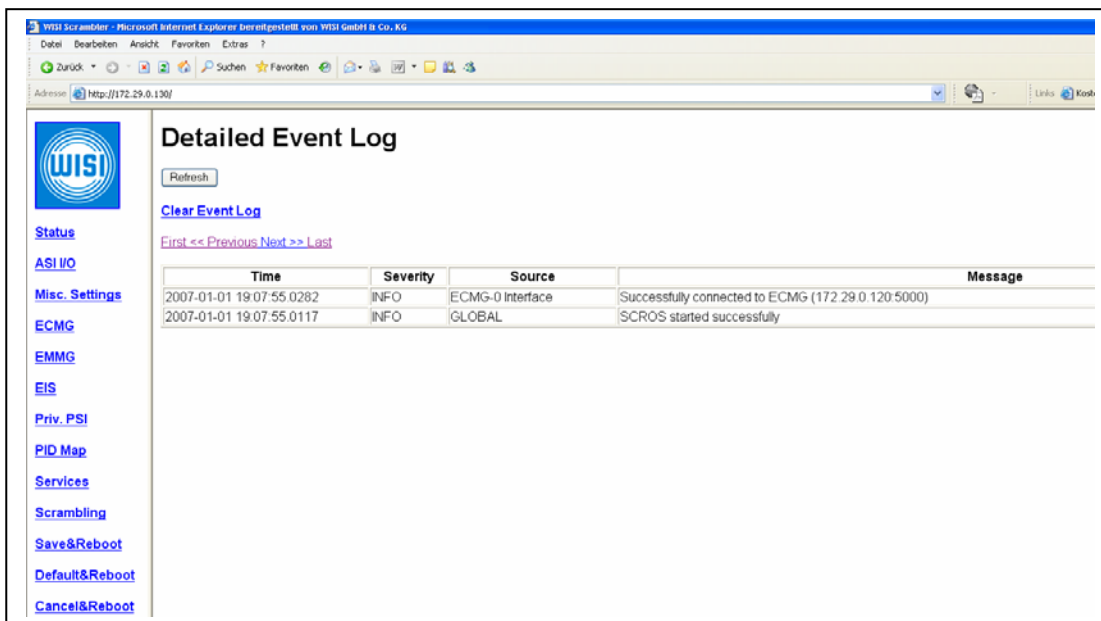 WISI Scrambler - Microsoft Internet Explorer bereitgestellt von WISI GmbH & Co. KG
Datei Bearbeiten Ansicht Favoriten Extras ?
Zurück Suchen Favoriten
Adresse http://172.29.0.130/ Links
WISI
Detailed Event Log
Refresh
Clear Event Log
First << Previous Next >> Last
Time Severity Source Message
2007-01-01 19:07:55.0282 INFO ECMG-0 Interface Successfully connected to ECMG (172.29.0.120:5000)
2007-01-01 19:07:55.0117 INFO GLOBAL SCROS started successfully
Status
ASI I/O
Misc. Settings
ECMG
EMMG
EIS
Priv. PSI
PID Map
Services
Scrambling
Save&Reboot
Default&Reboot
Cancel&Reboot